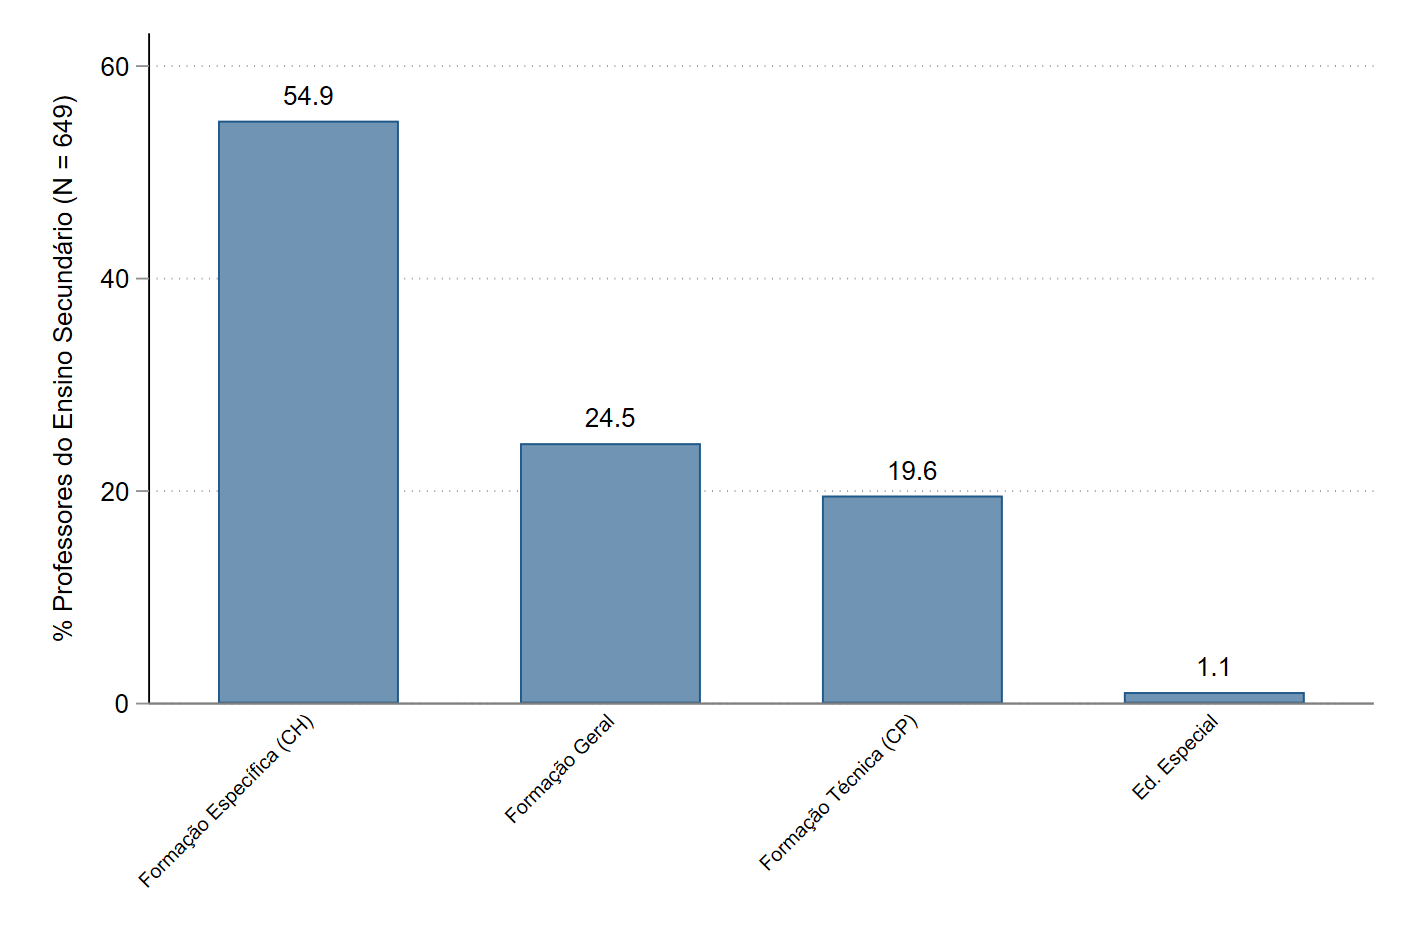 % Professores do Ensino Secundário (N = 649)
60
40
20
0
54.9
24.5
19.6
1.1
Formação Específica (CH)
Formação Geral
Formação Técnica (CP)
Ed. Especial